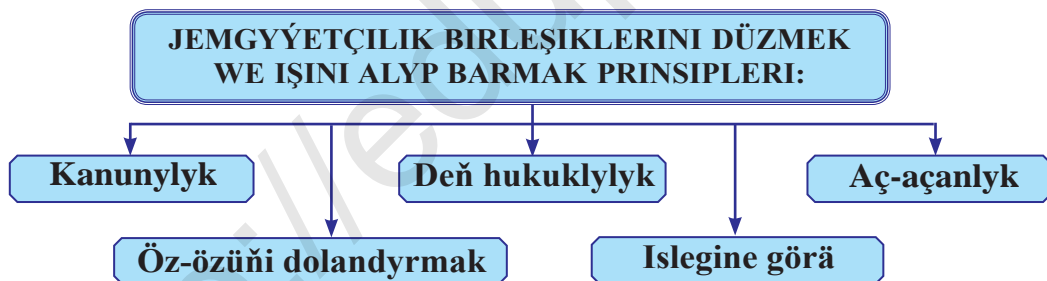 JEMGYÝETÇILIK BIRLEŞIKLERINI DÜZMEK
WE IŞINI ALYP BARMAK PRINSIPLERI:
Kanunylyk
Deň hukuklylyk
Aç-açanlyk
Öz-özüňi dolandyrmak
Islegine görä